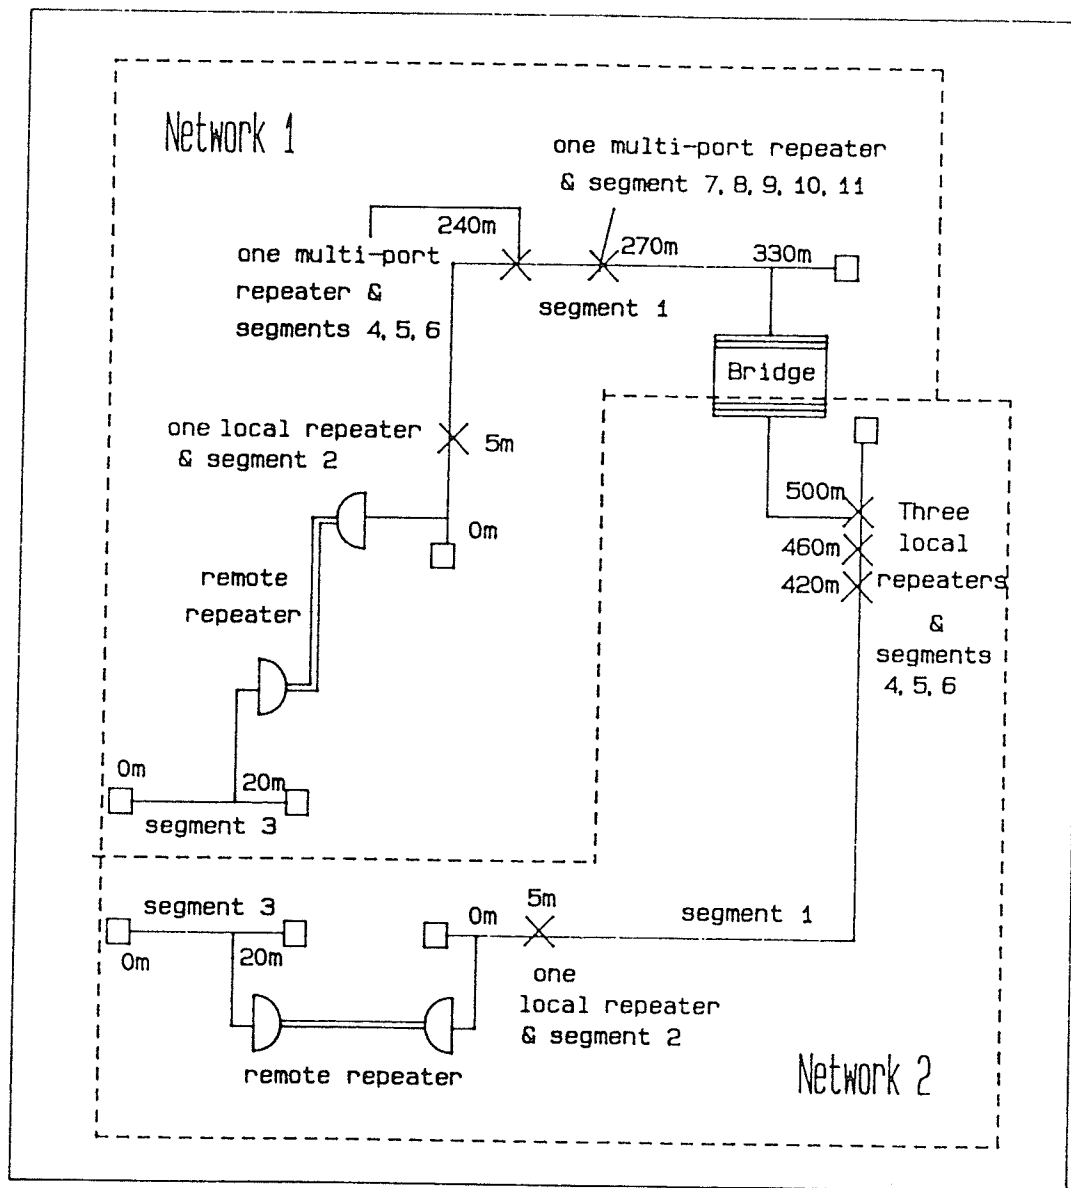 Network 1
one multi-port repeater
& segment 7, 8, 9, 10, 11
240m
270m
330m
one multi-port
repeater &
segments 4, 5, 6
segment 1
Bridge
one local repeater
& segment 2
5m
0m
remote
repeater
500m
460m
420m
Three
local
repeaters
&
segments
4, 5, 6
0m
20m
segment 3
segment 3
0m
20m
0m
5m
segment 1
one
local repeater
& segment 2
remote repeater
Network 2